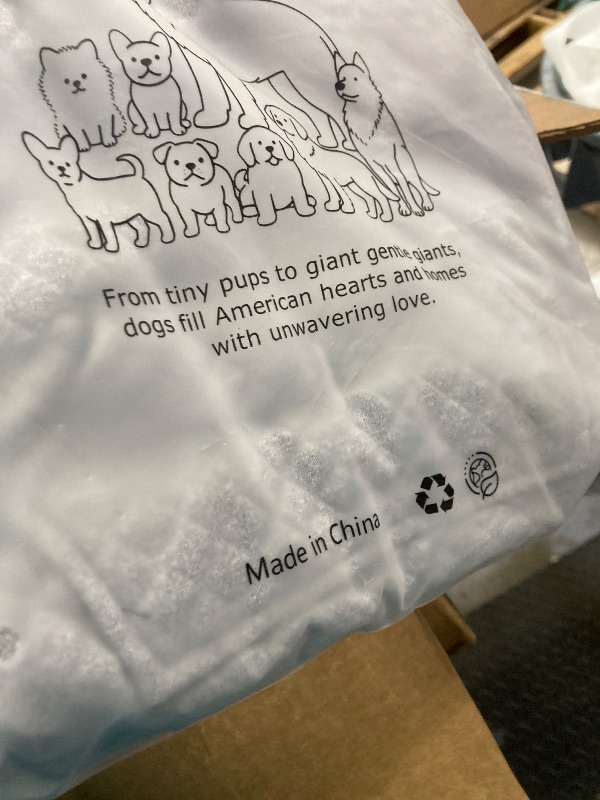 From tiny pups to giant gentle giants,
dogs fill American hearts and homes
with unwavering love.
Made in China